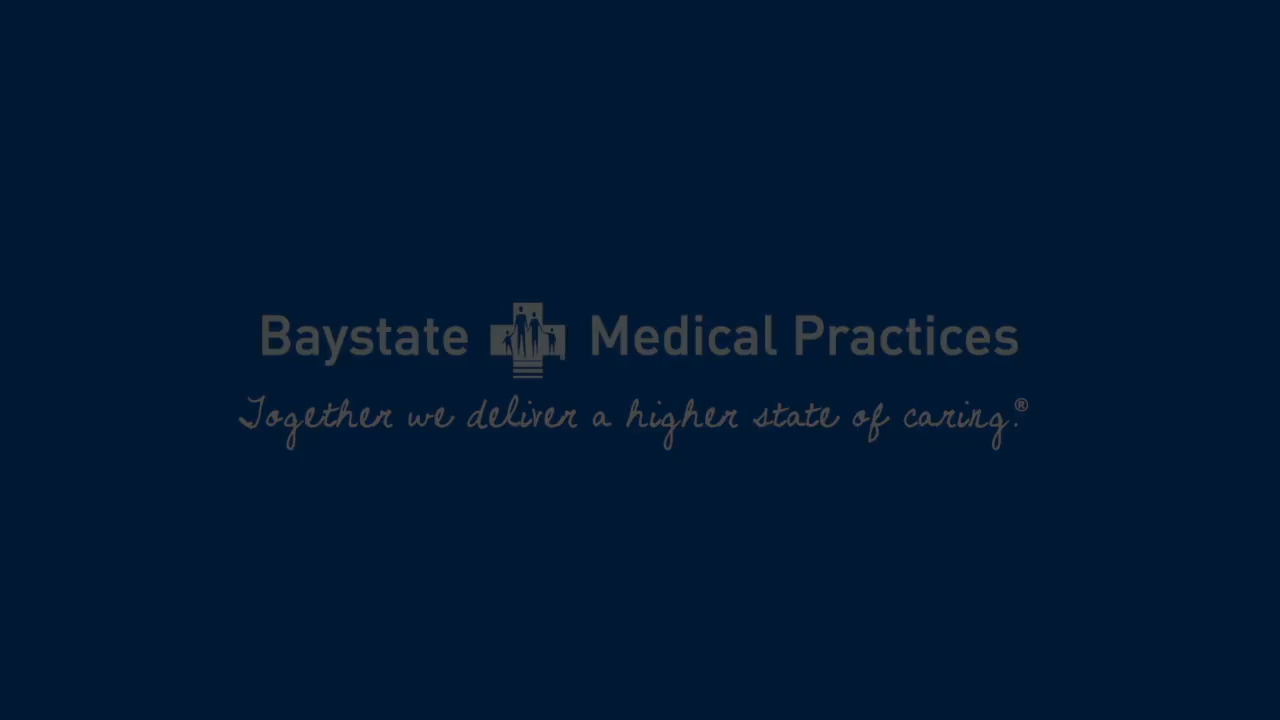 Baystate Medical Practices
Together we deliver a higher state of caring.®